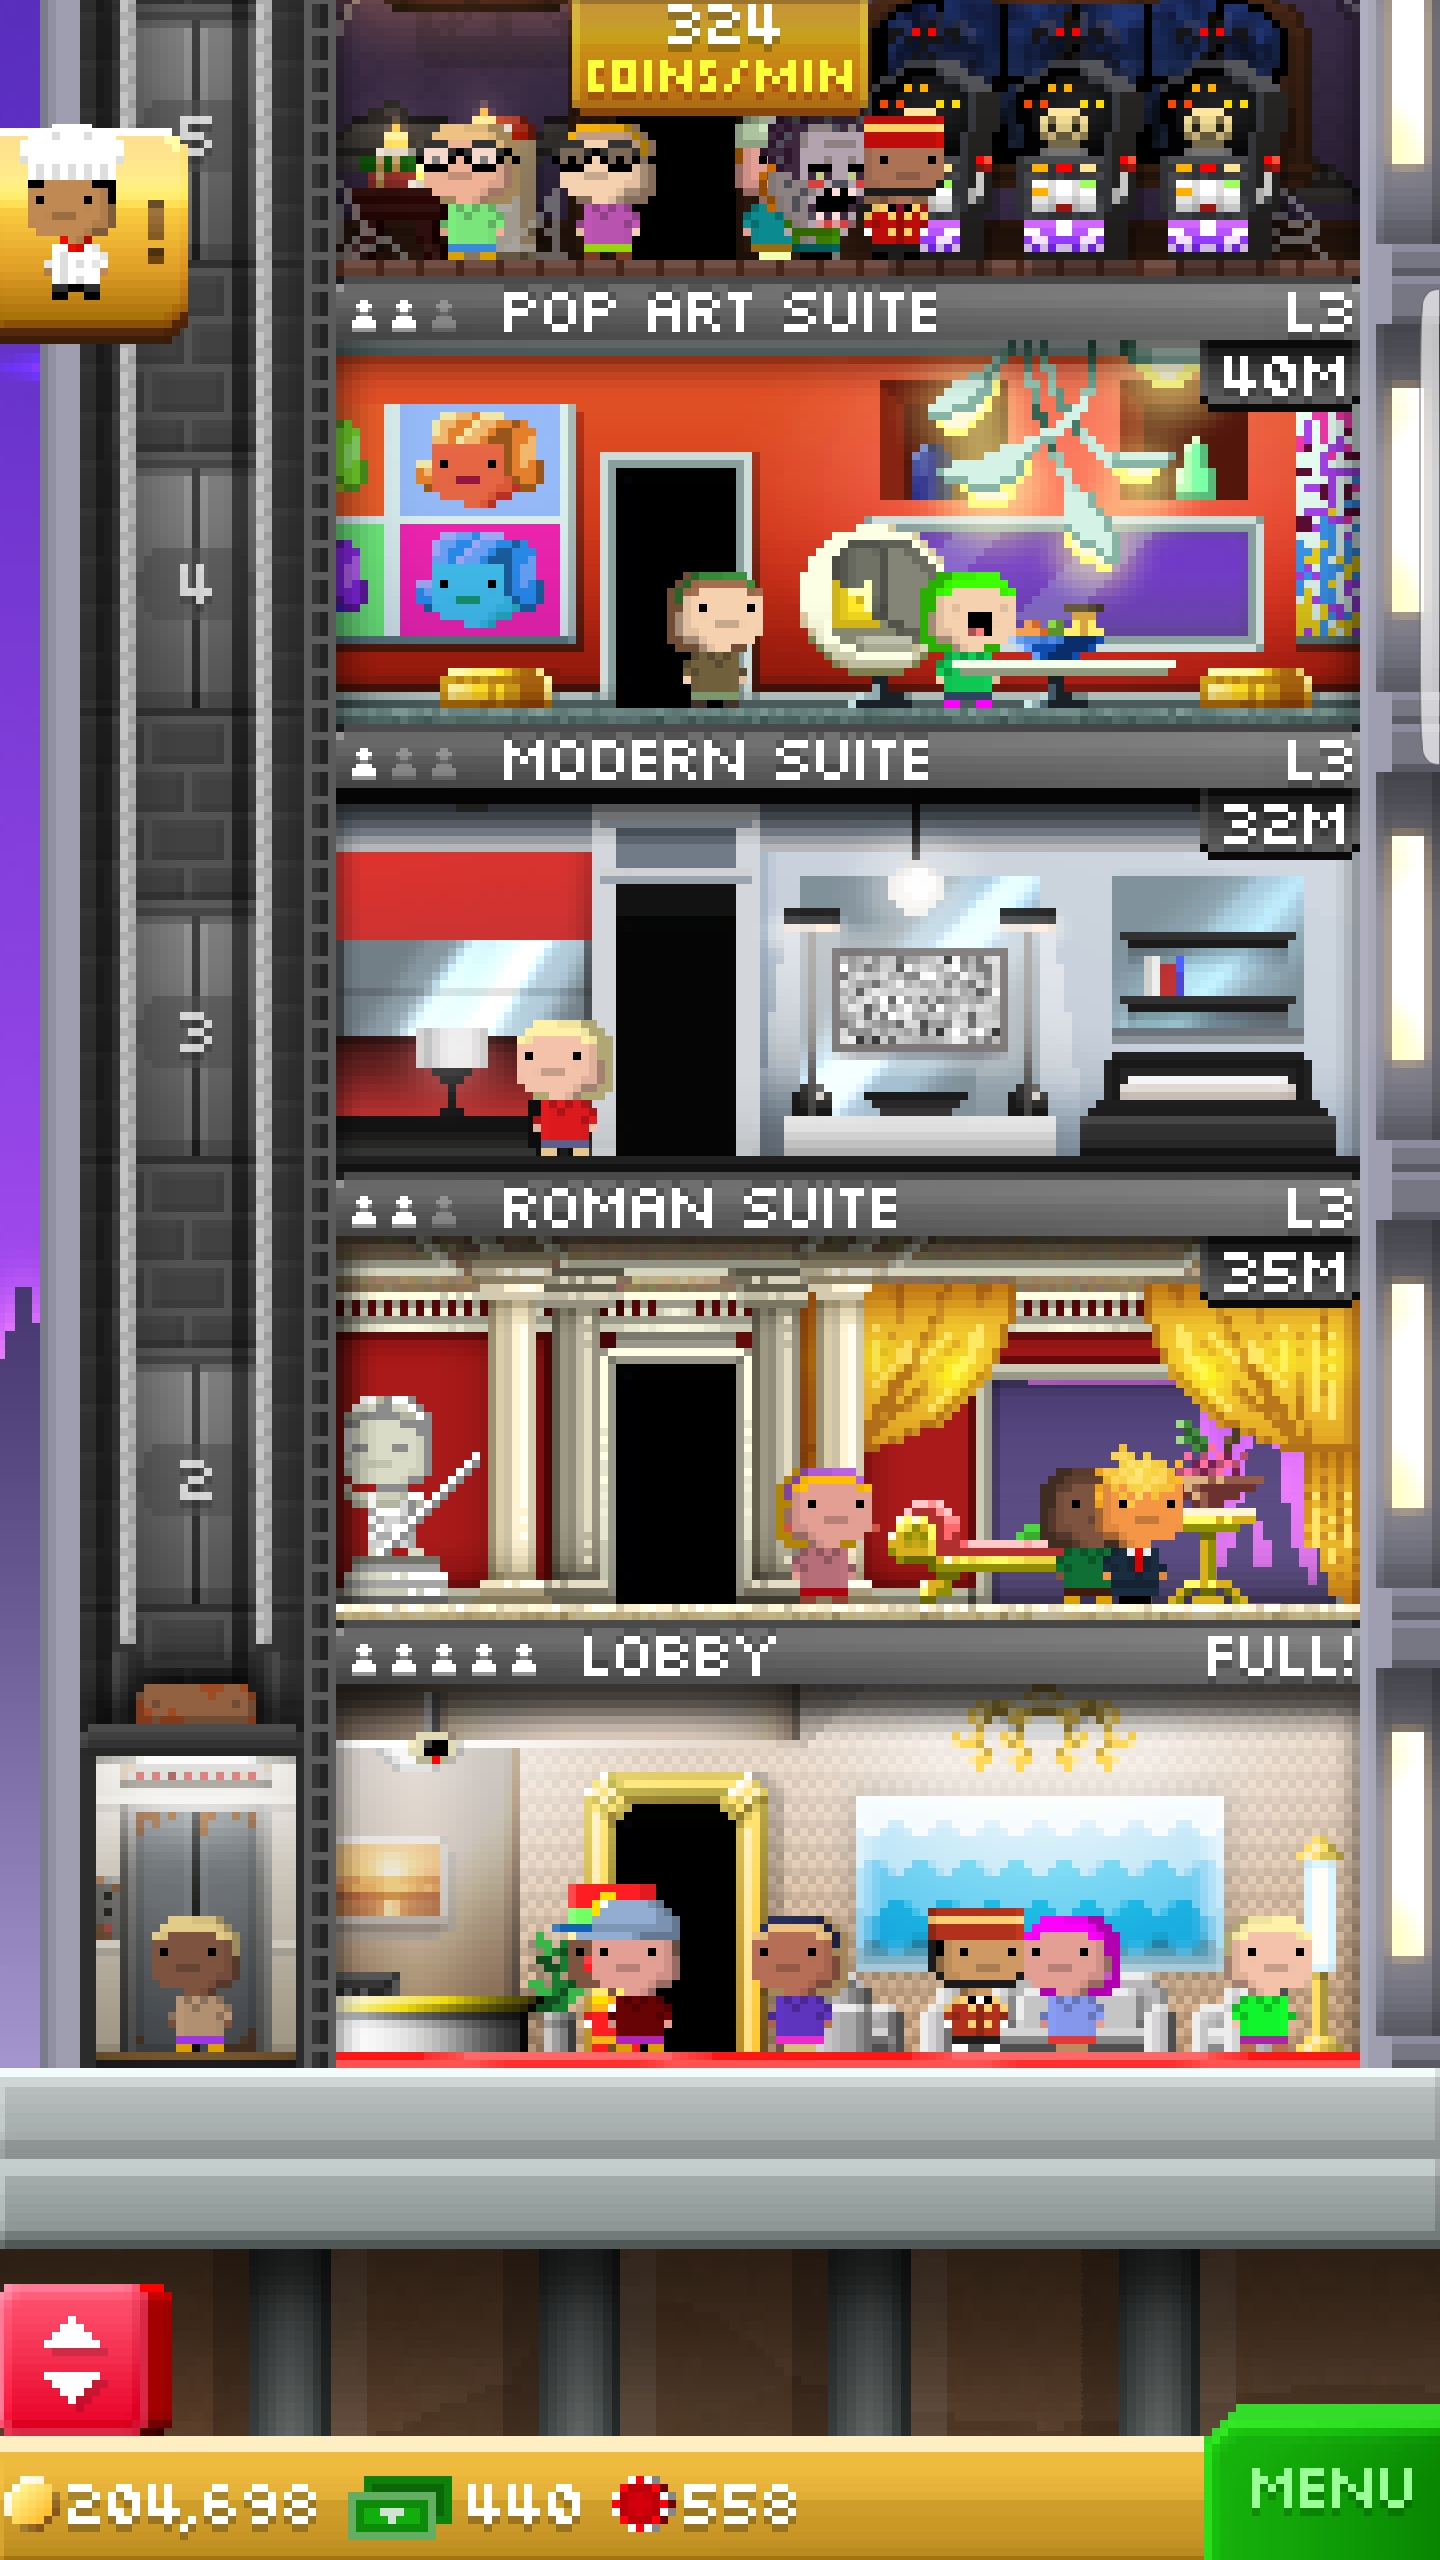 324
COINS/MIN
5
!
POP ART SUITE L3
40M
4
MODERN SUITE L3
32M
3
ROMAN SUITE L3
35M
2
LOBBY FULL!
204,698 440 558
MENU